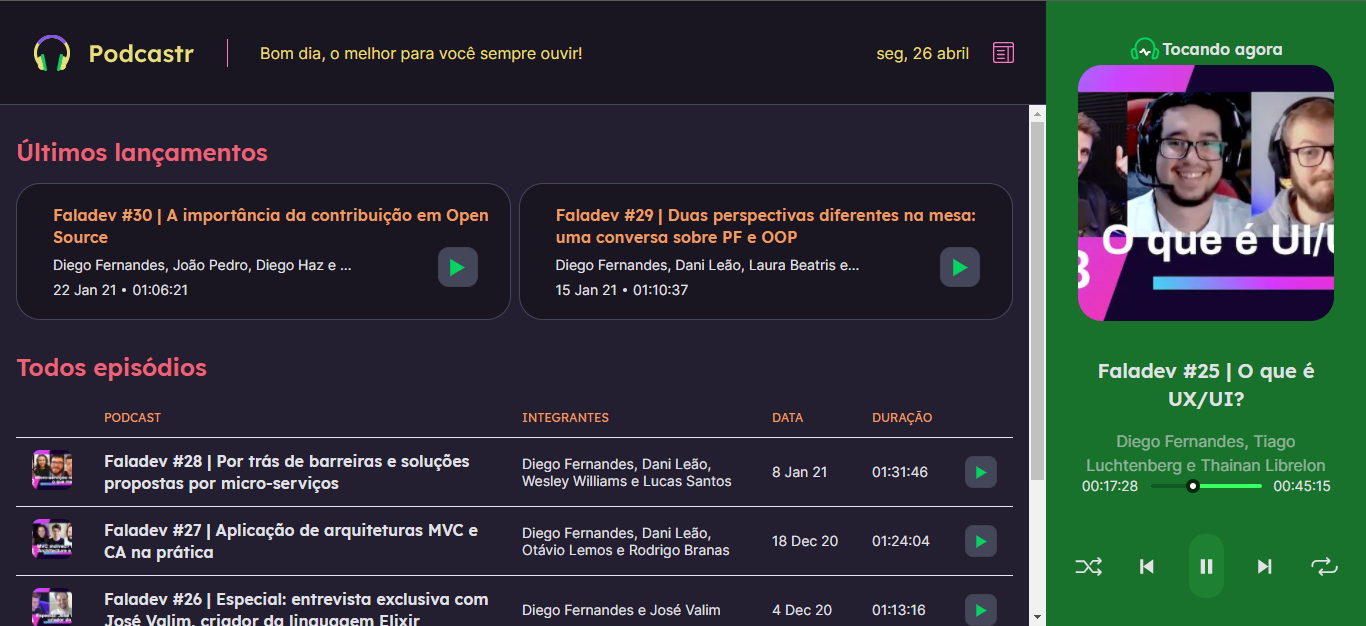 Podcastr
Bom dia, o melhor para você sempre ouvir!
seg, 26 abril
Últimos lançamentos
Faladev #30 | A importância da contribuição em Open
Source
Diego Fernandes, João Pedro, Diego Haz e ...
22 Jan 21 • 01:06:21
Faladev #29 | Duas perspectivas diferentes na mesa:
uma conversa sobre PF e OOP
Diego Fernandes, Dani Leão, Laura Beatris e...
15 Jan 21 • 01:10:37
Todos episódios
PODCAST INTEGRANTES DATA DURAÇÃO
Faladev #28 | Por trás de barreiras e soluções
propostas por micro-serviços
Diego Fernandes, Dani Leão,
Wesley Williams e Lucas Santos
8 Jan 21
01:31:46
Faladev #27 | Aplicação de arquiteturas MVC e
CA na prática
Diego Fernandes, Dani Leão,
Otávio Lemos e Rodrigo Branas
18 Dec 20
01:24:04
Faladev #26 | Especial: entrevista exclusiva com
José Valim, criador da linguagem Elixir
Diego Fernandes e José Valim
4 Dec 20
01:13:16
Tocando agora
O que é UI/U
Faladev #25 | O que é
UX/UI?
Diego Fernandes, Tiago
Luchtenberg e Thainan Librelon
00:17:28
00:45:15